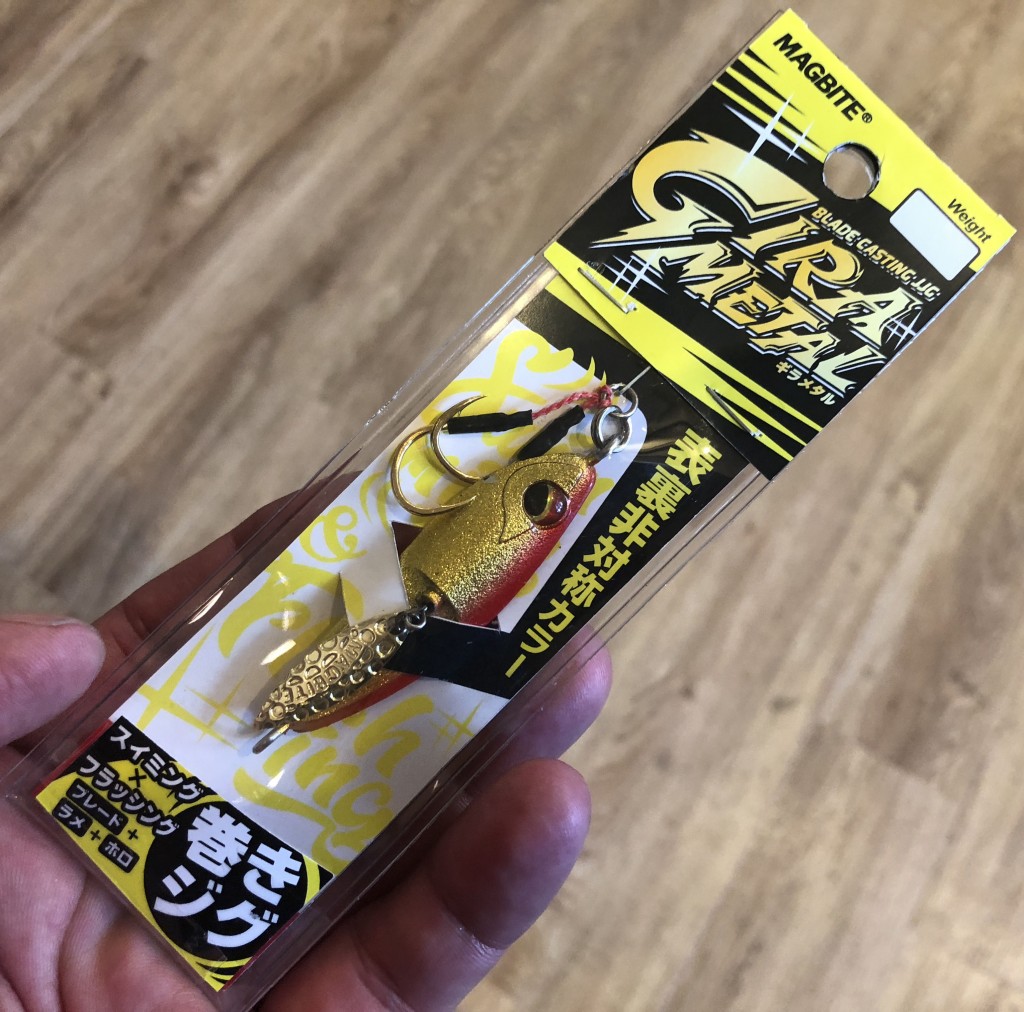 MAGBITE®
Weight
BLADE CASTING JIG
GIRA
METAL
ギラメタル
表裏非対称カラー
MAGBITE
スイミング
×
フラッシング
ブレード+
ラメ+ホロ
巻き
ジグ